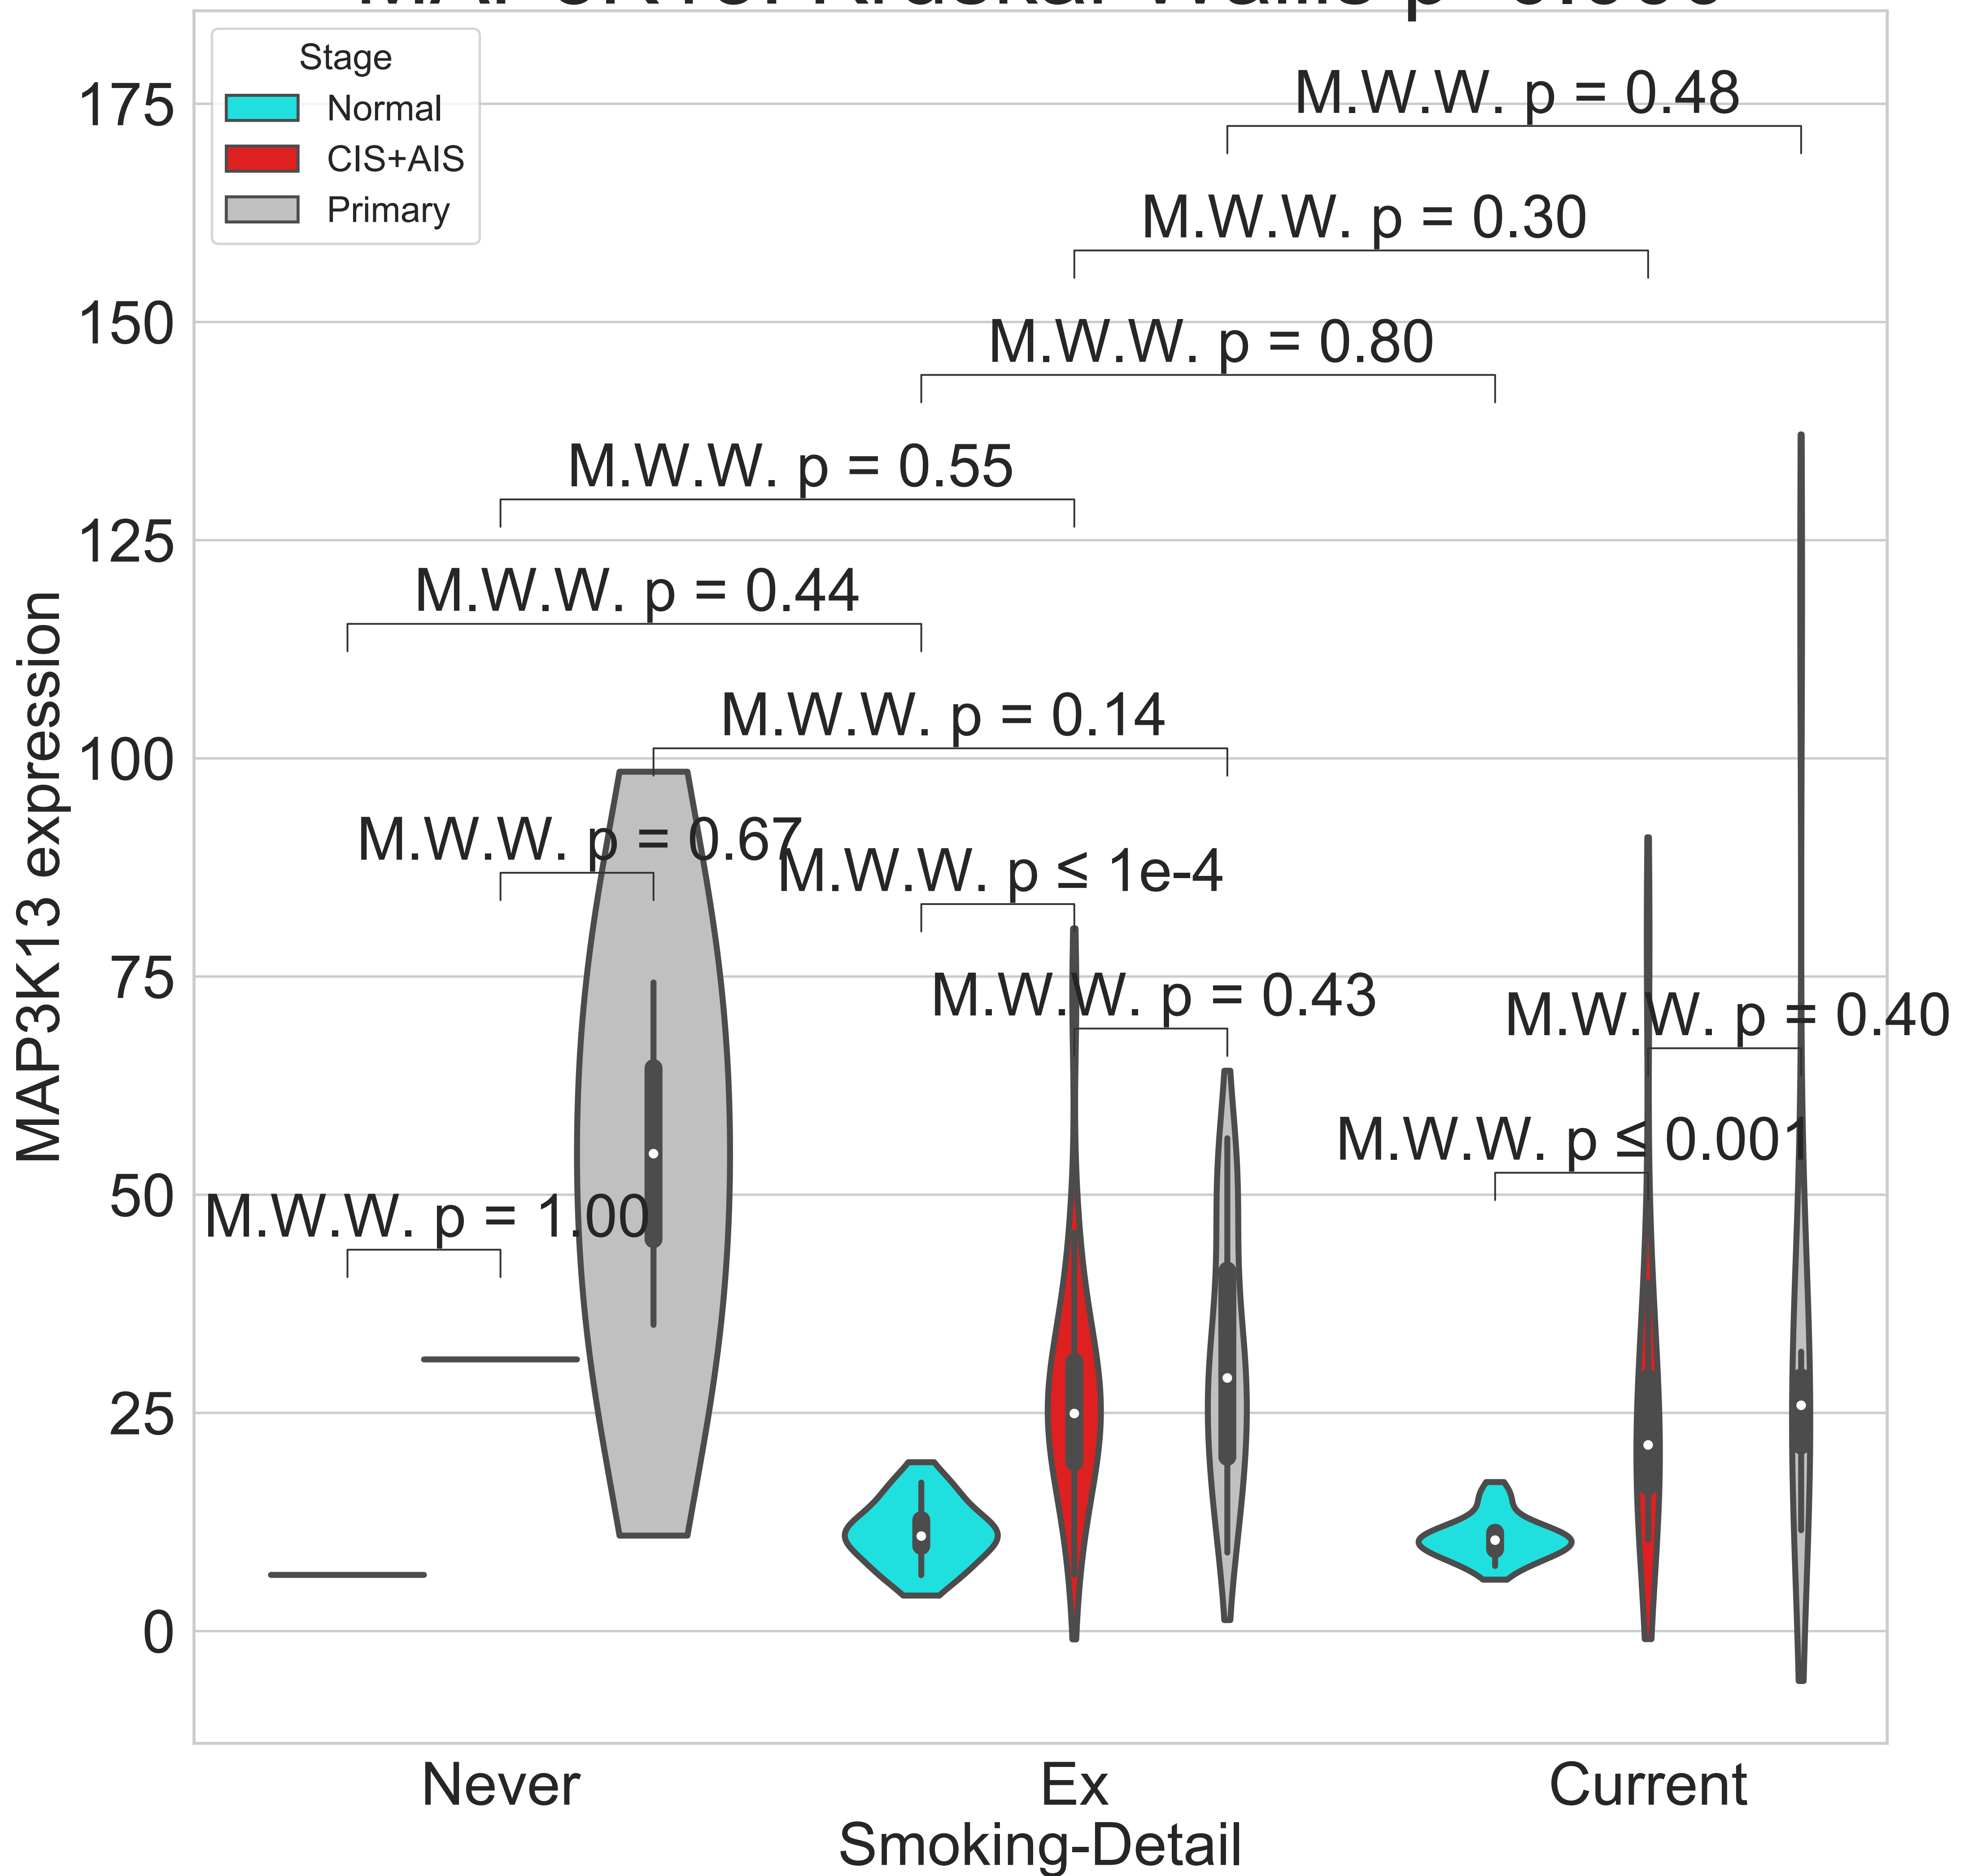 Stage
Normal
CIS+AIS
Primary
M.W.W. p = 0.48
M.W.W. p = 0.30
M.W.W. p = 0.80
M.W.W. p = 0.55
M.W.W. p = 0.44
M.W.W. p = 0.14
M.W.W. p = 0.67
M.W.W. p ≤ 1e-4
M.W.W. p = 0.43
M.W.W. p = 0.40
M.W.W. p ≤ 0.001
M.W.W. p = 1.00
175
150
125
100
75
50
25
0
MAP3K13 expression
Never
Ex
Current
Smoking-Detail